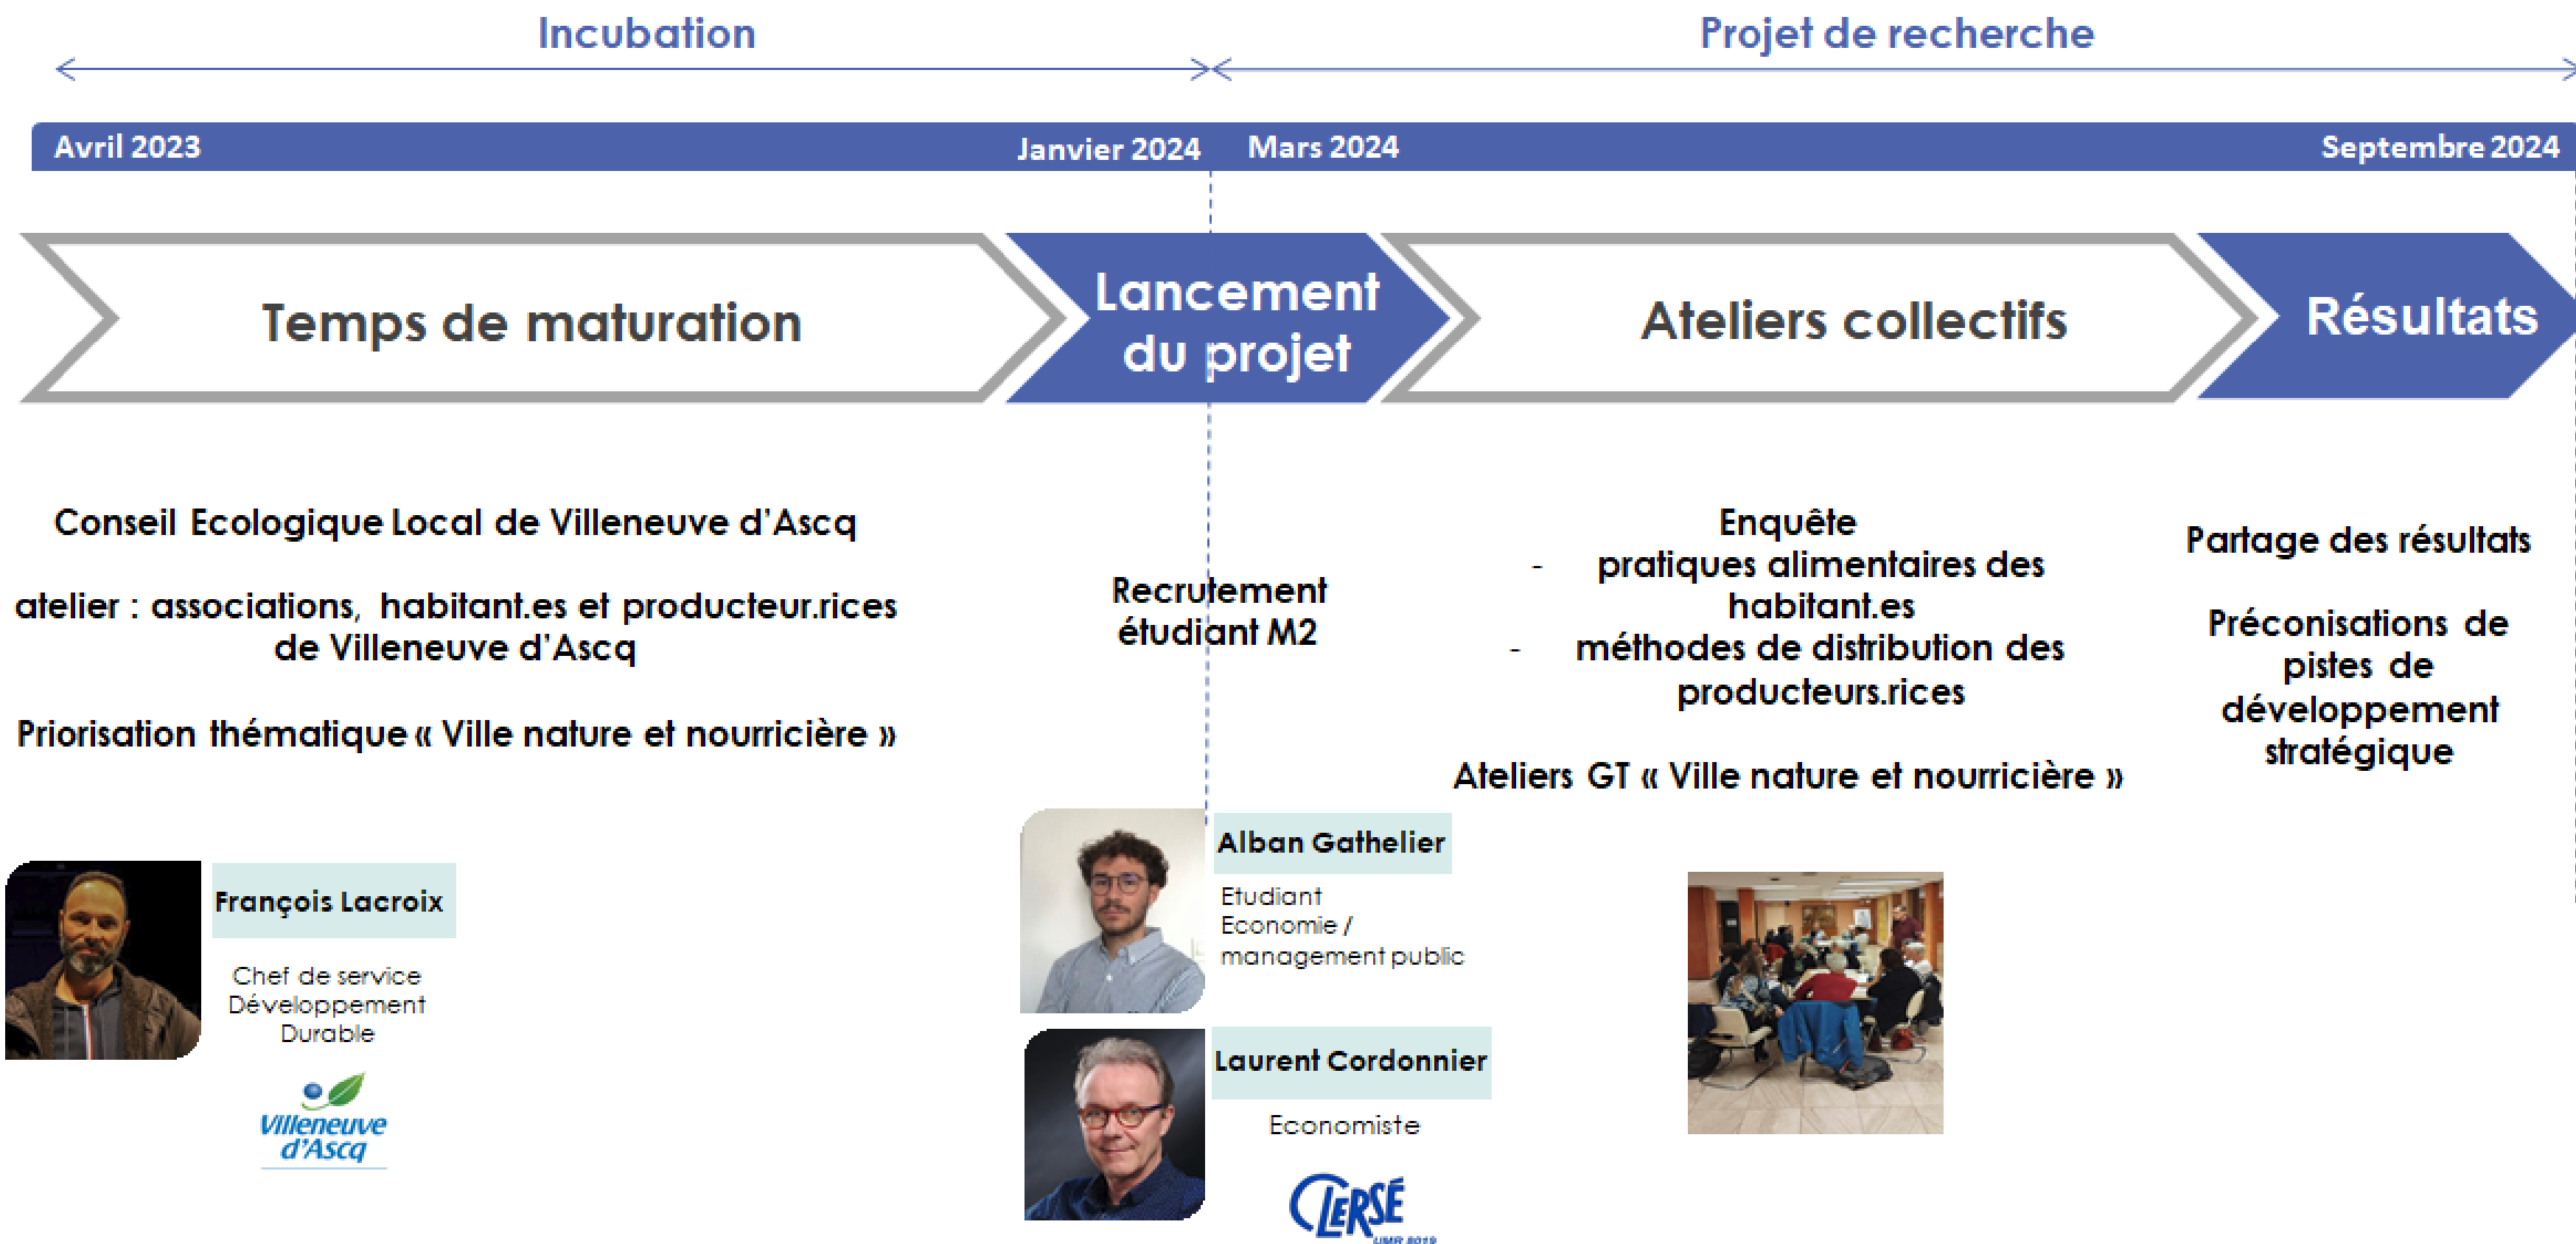 Incubation
Projet de recherche
Avril 2023
Janvier 2024
Mars 2024
Septembre 2024
Temps de maturation
Lancement
du projet
Ateliers collectifs
Résultats
Conseil Ecologique Local de Villeneuve d’Ascq
atelier : associations, habitant.es et producteur.rices
de Villeneuve d’Ascq
Priorisation thématique « Ville nature et nourricière »
Recrutement
étudiant M2
Enquête
- pratiques alimentaires des
habitant.es
- méthodes de distribution des
producteurs.rices
Ateliers GT « Ville nature et nourricière »
Partage des résultats
Préconisations de
pistes de
développement
stratégique
François Lacroix
Chef de service
Développement
Durable
Villeneuve
d'Ascq
Alban Gathelier
Etudiant
Economie /
management public
Laurent Cordonnier
Economiste
CLERSÉ
UMR 8019